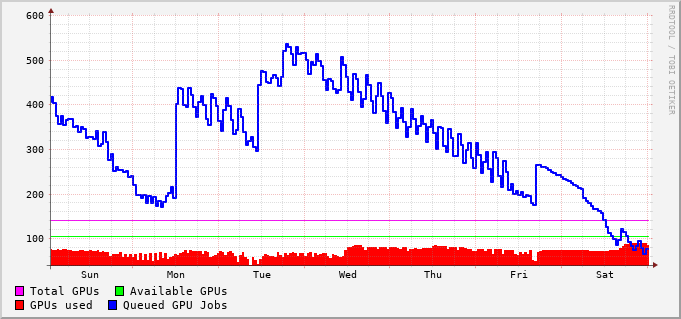 600
500
400
300
200
100
Sun Mon Tue Wed Thu Fri Sat
Total GPUs Available GPUs
GPUs used Queued GPU Jobs
RRDTOOL / TOBI OETIKER